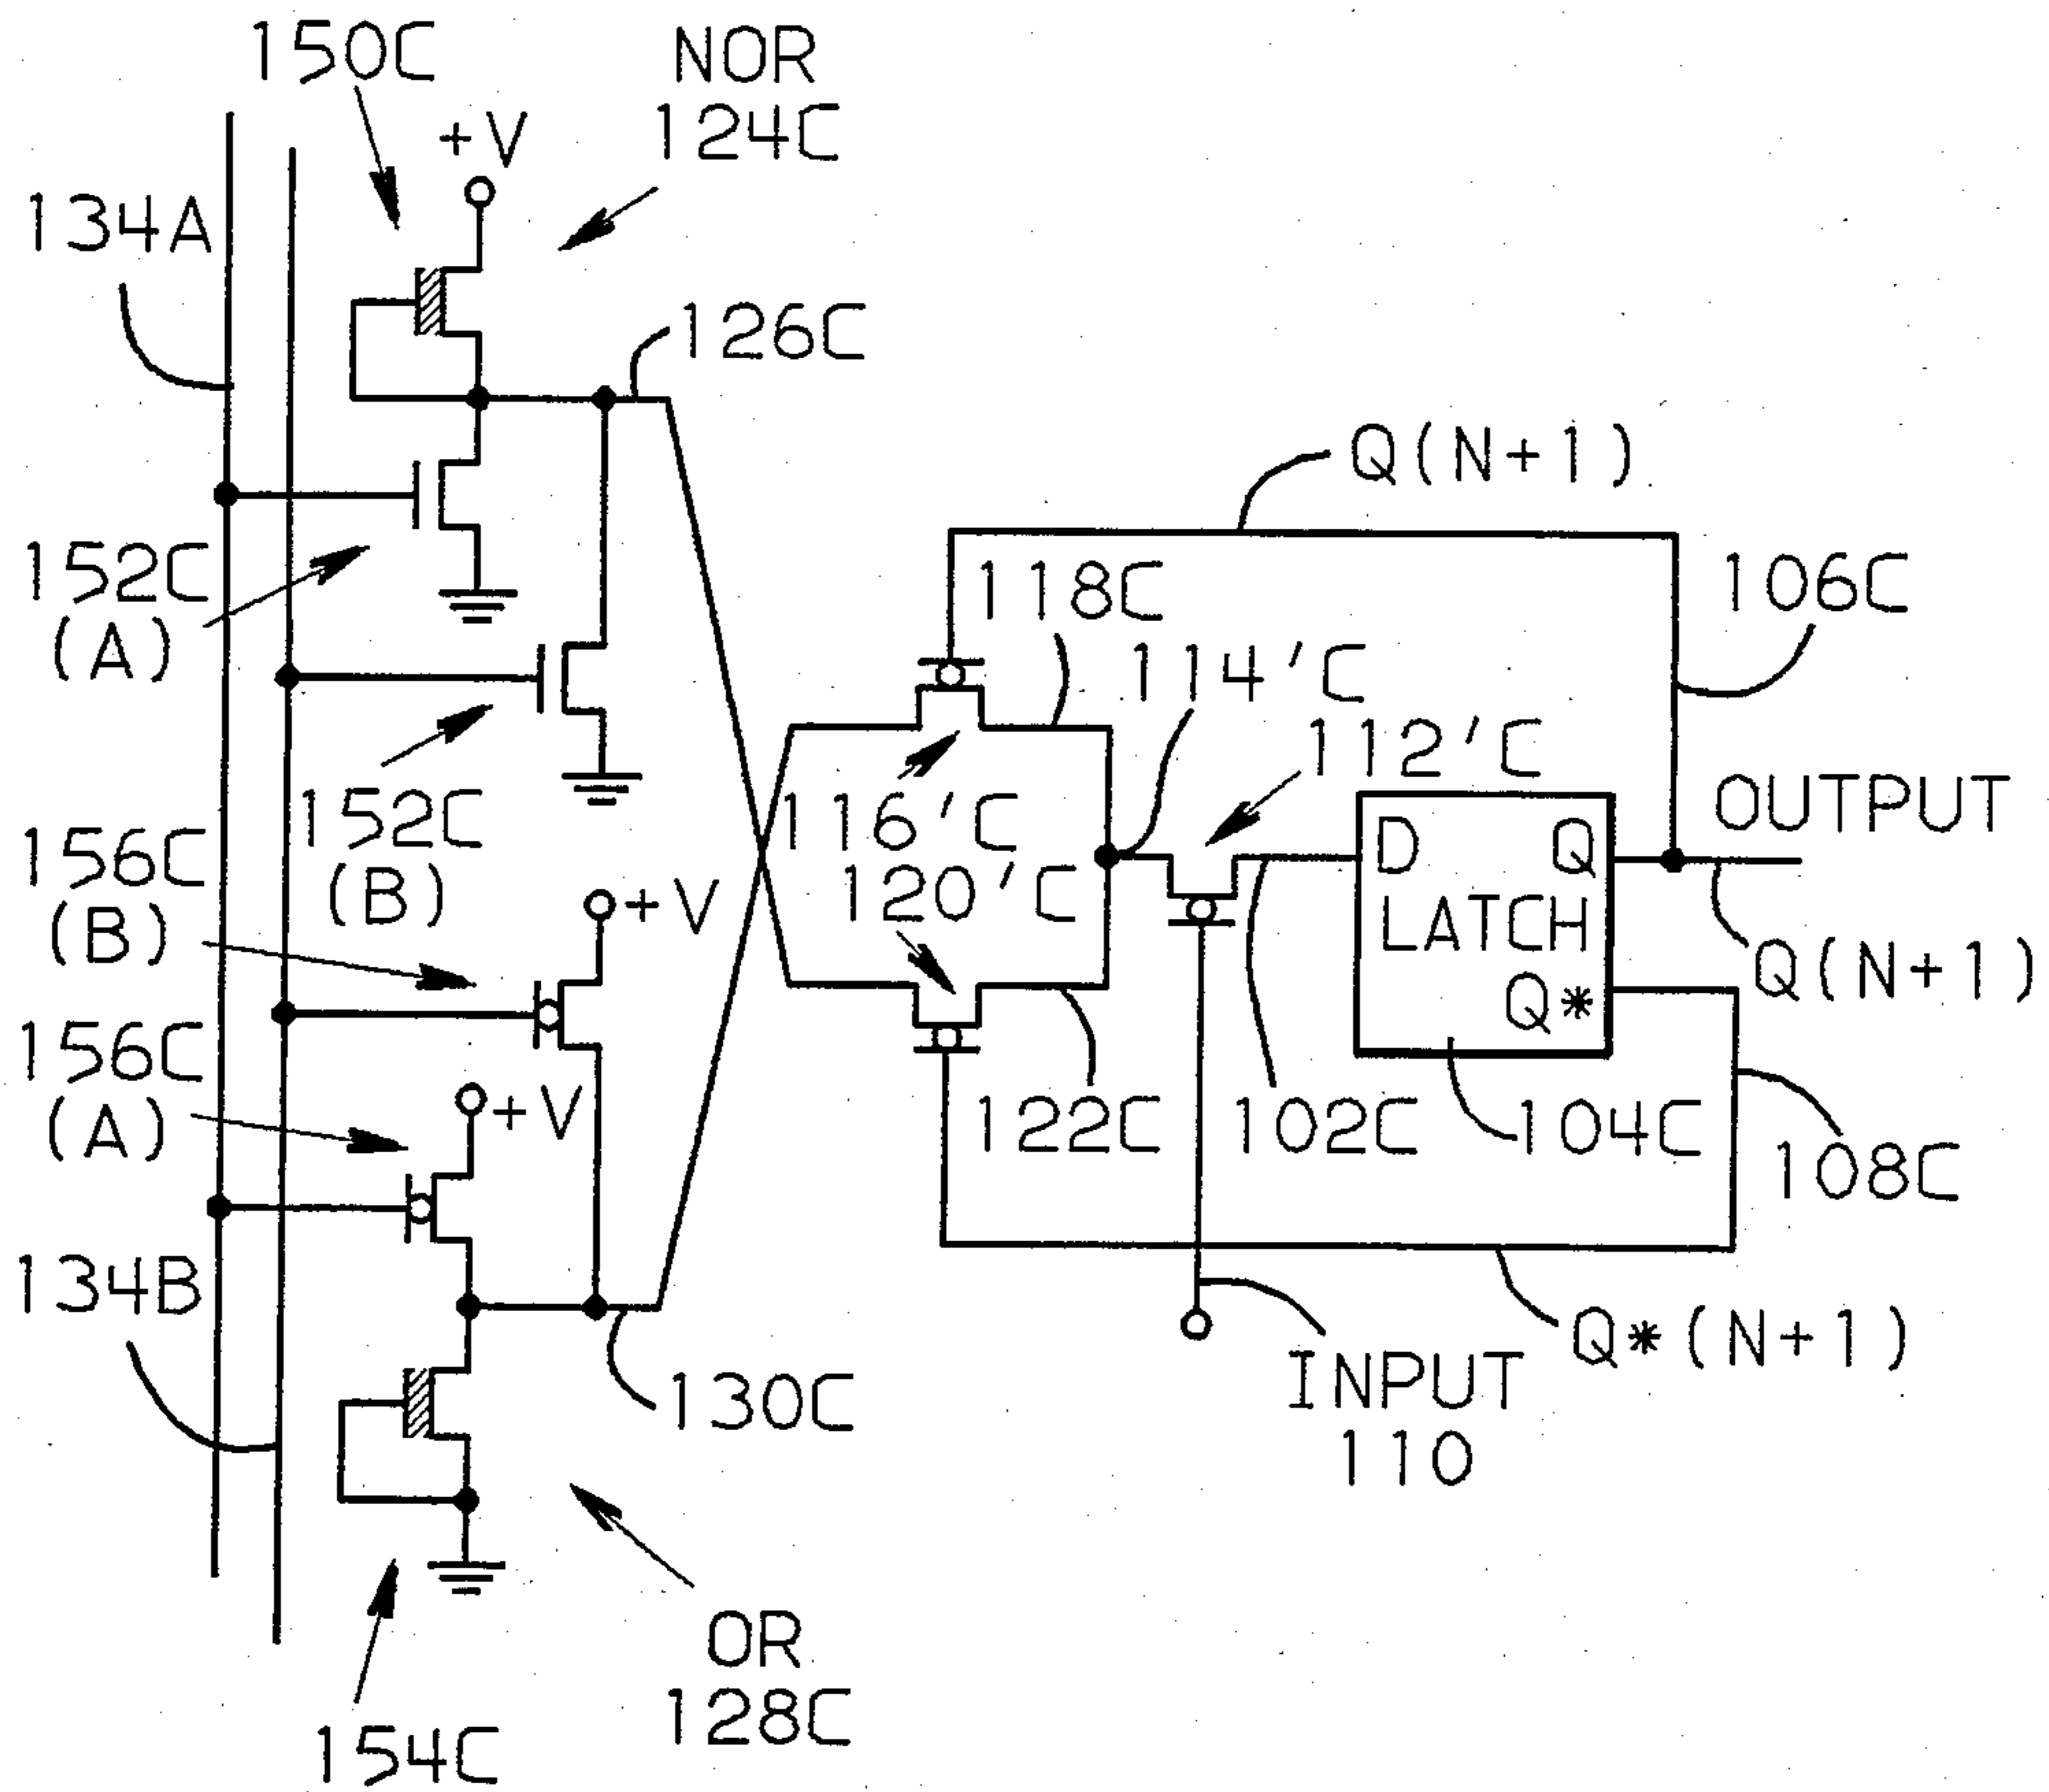 150C
NOR
124C
+V
134A
126C
Q(N+1)
152C
(A)
118C
106C
114'C
112'C
152C
(B)
116'C
OUTPUT
156C
(B)
+V
120'C
D
Q
LATCH
Q*
Q(N+1)
156C
(A)
+V
122C
102C
104C
108C
134B
130C
INPUT
110
Q*(N+1)
OR
128C
154C